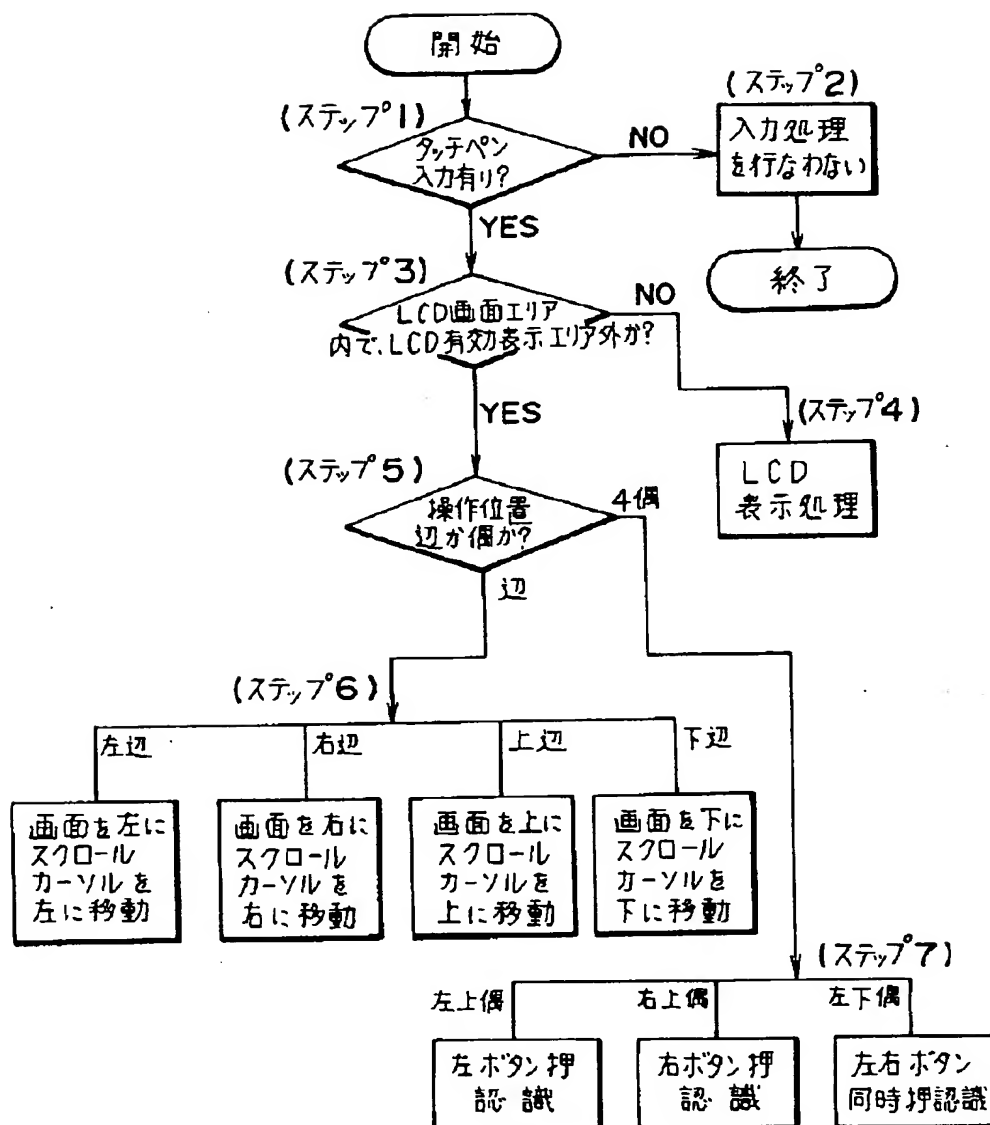 開始
(ステップ1)
タッチペン
入力有り?
NO
(ステップ2)
入力処理
を行なわない
YES
終了
(ステップ3)
LCD画面エリア
内で、LCD有効表示エリア外か?
NO
YES
(ステップ4)
LCD
表示処理
(ステップ5)
操作位置
辺か偶か?
4偶
辺
(ステップ6)
左辺
右辺
上辺
下辺
画面を左に
スクロール
カーソルを
左に移動
画面を右に
スクロール
カーソルを
右に移動
画面を上に
スクロール
カーソルを
上に移動
画面を下に
スクロール
カーソルを
下に移動
(ステップ7)
左上偶
右上偶
左下偶
左ボタン押
認識
右ボタン押
認識
左右ボタン
同時押認識